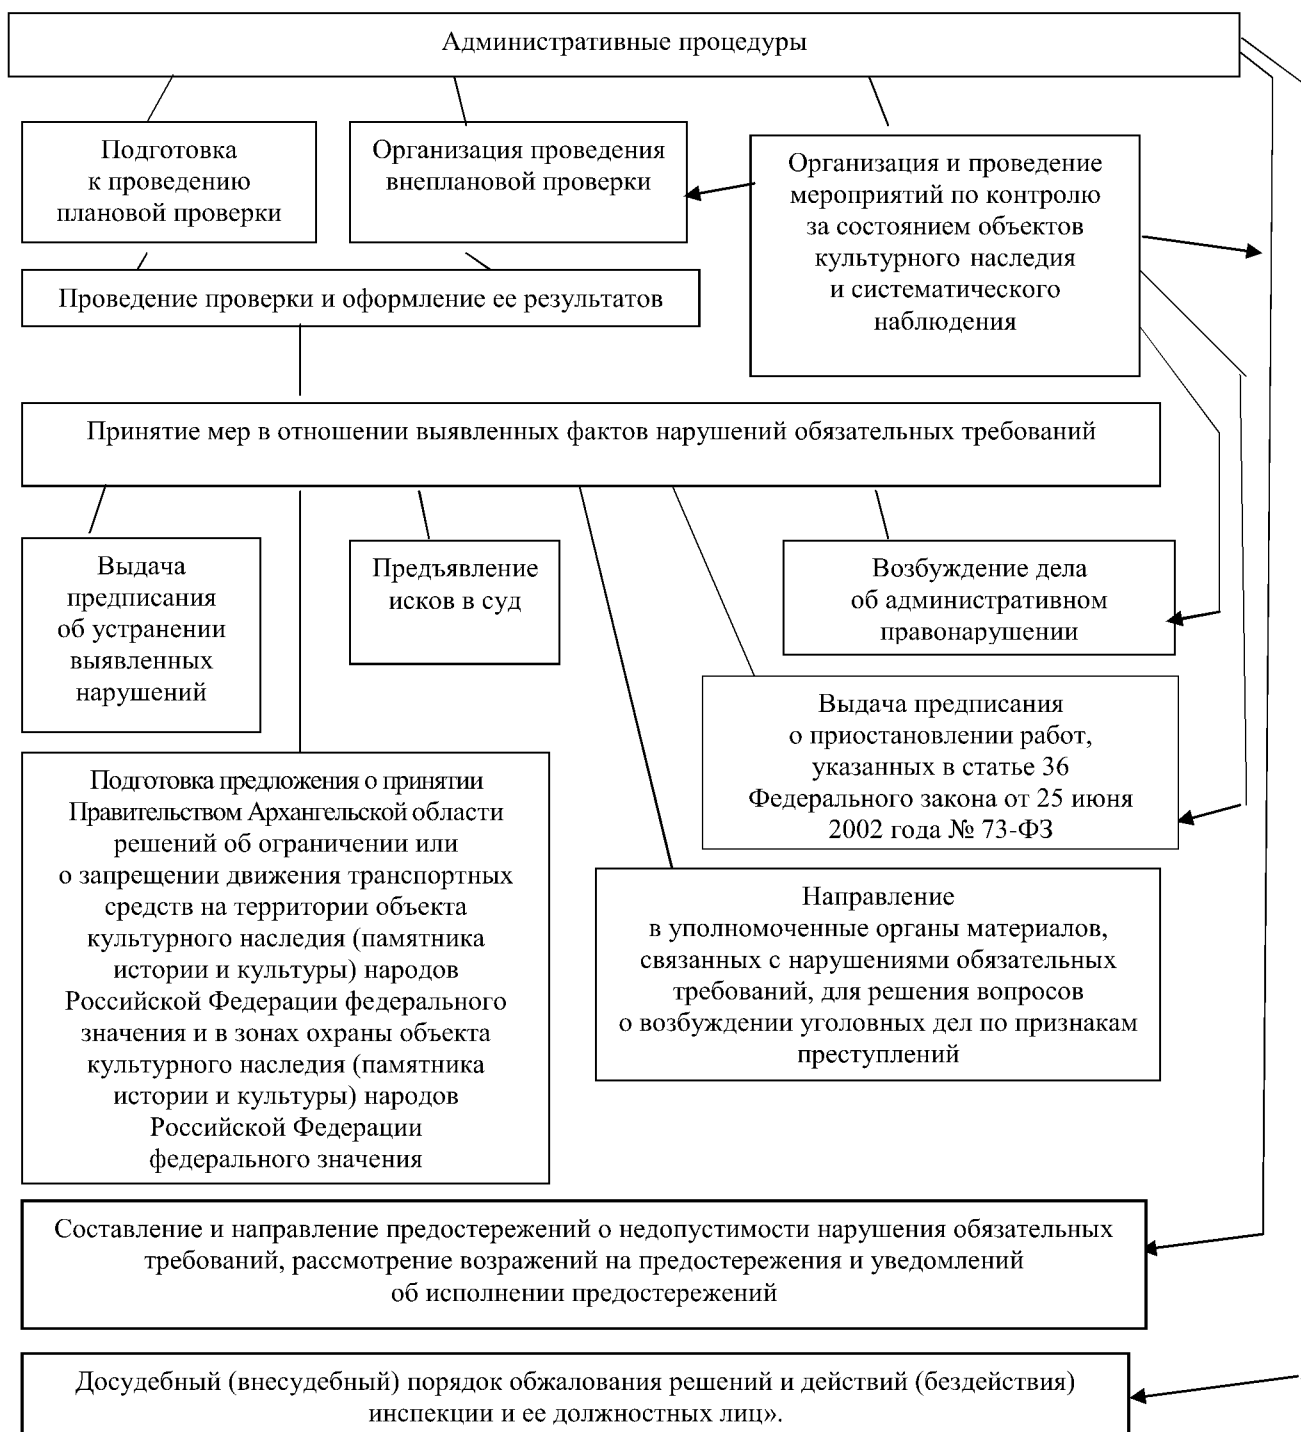 Административные процедуры
Подготовка
к проведению
плановой проверки
Организация проведения
внеплановой проверки
Организация и проведение
мероприятий по контролю
за состоянием объектов
культурного наследия
и систематического
наблюдения
Проведение проверки и оформление ее результатов
Принятие мер в отношении выявленных фактов нарушений обязательных требований
Выдача
предписания
об устранении
выявленных
нарушений
Предъявление
исков в суд
Возбуждение дела
об административном
правонарушении
Выдача предписания
о приостановлении работ,
указанных в статье 36
Федерального закона от 25 июня
2002 года № 73-ФЗ
Подготовка предложения о принятии
Правительством Архангельской области
решений об ограничении или
о запрещении движения транспортных
средств на территории объекта
культурного наследия (памятника
истории и культуры) народов
Российской Федерации федерального
значения и в зонах охраны объекта
культурного наследия (памятника
истории и культуры) народов
Российской Федерации
федерального значения
Направление
в уполномоченные органы материалов,
связанных с нарушениями обязательных
требований, для решения вопросов
о возбуждении уголовных дел по признакам
преступлений
Составление и направление предостережений о недопустимости нарушения обязательных
требований, рассмотрение возражений на предостережения и уведомлений
об исполнении предостережений
Досудебный (внесудебный) порядок обжалования решений и действий (бездействия)
инспекции и ее должностных лиц».